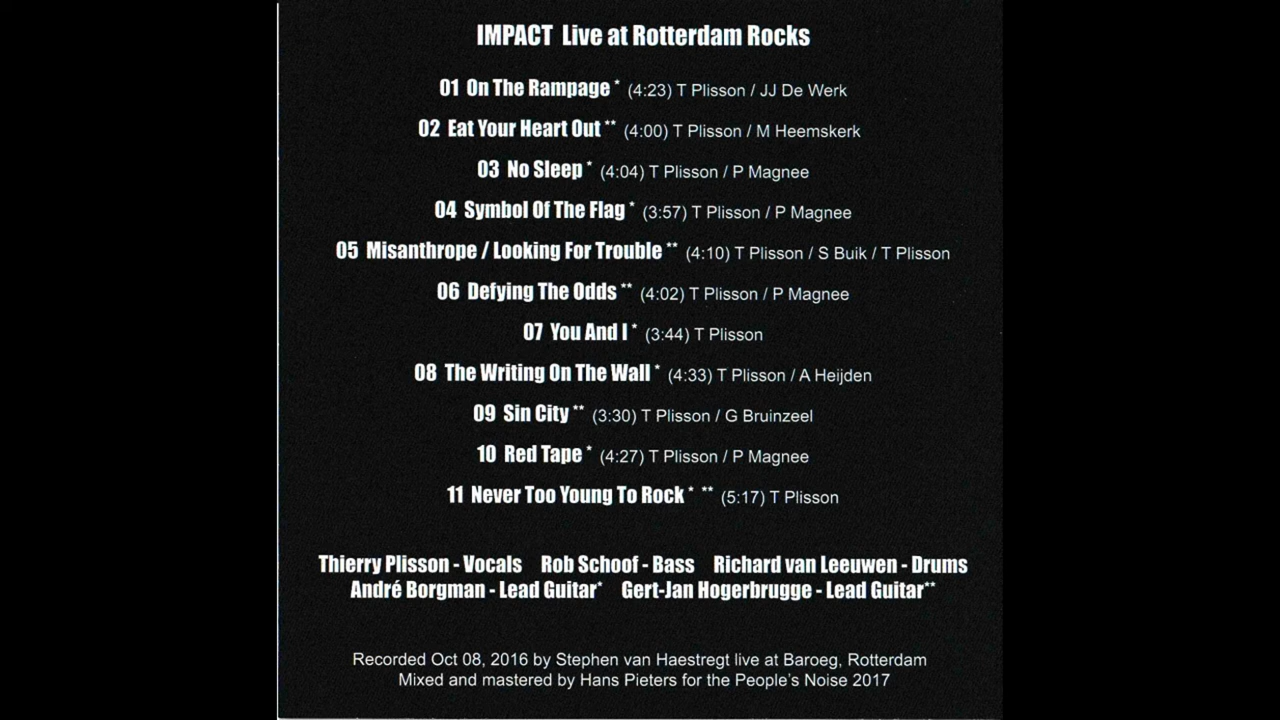 IMPACT Live at Rotterdam Rocks
01 On The Rampage * (4:23) T Plisson / JJ De Werk
02 Eat Your Heart Out ** (4:00) T Plisson / M Heemskerk
03 No Sleep * (4:04) T Plisson / P Magnee
04 Symbol Of The Flag * (3:57) T Plisson / P Magnee
05 Misanthrope / Looking For Trouble ** (4:10) T Plisson / S Buik / T Plisson
06 Defying The Odds ** (4:02) T Plisson / P Magnee
07 You And I * (3:44) T Plisson
08 The Writing On The Wall * (4:33) T Plisson / A Heijden
09 Sin City ** (3:30) T Plisson / G Bruinzeel
10 Red Tape * (4:27) T Plisson / P Magnee
11 Never Too Young To Rock * ** (5:17) T Plisson
Thierry Plisson - Vocals Rob Schoof - Bass Richard van Leeuwen - Drums
André Borgman - Lead Guitar* Gert-Jan Hogerbrugge - Lead Guitar**
Recorded Oct 08, 2016 by Stephen van Haestregt live at Baroeg, Rotterdam
Mixed and mastered by Hans Pieters for the People's Noise 2017